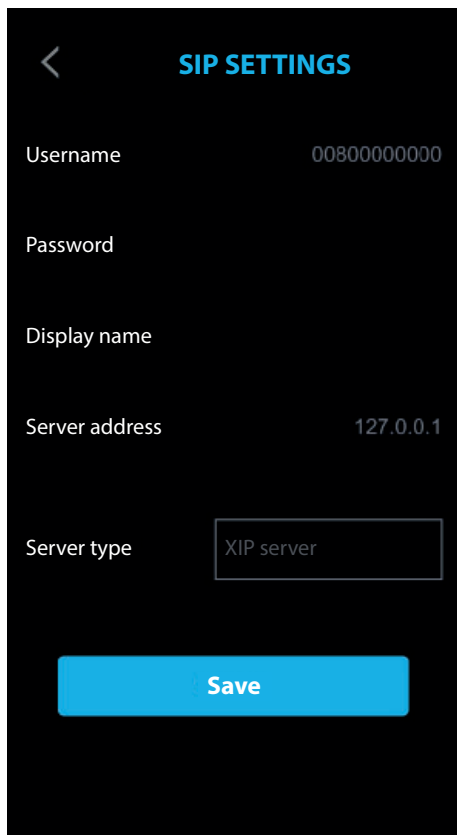 SIP SETTINGS
Username 00800000000
Password
Display name
Server address 127.0.0.1
Server type XIP server
Save